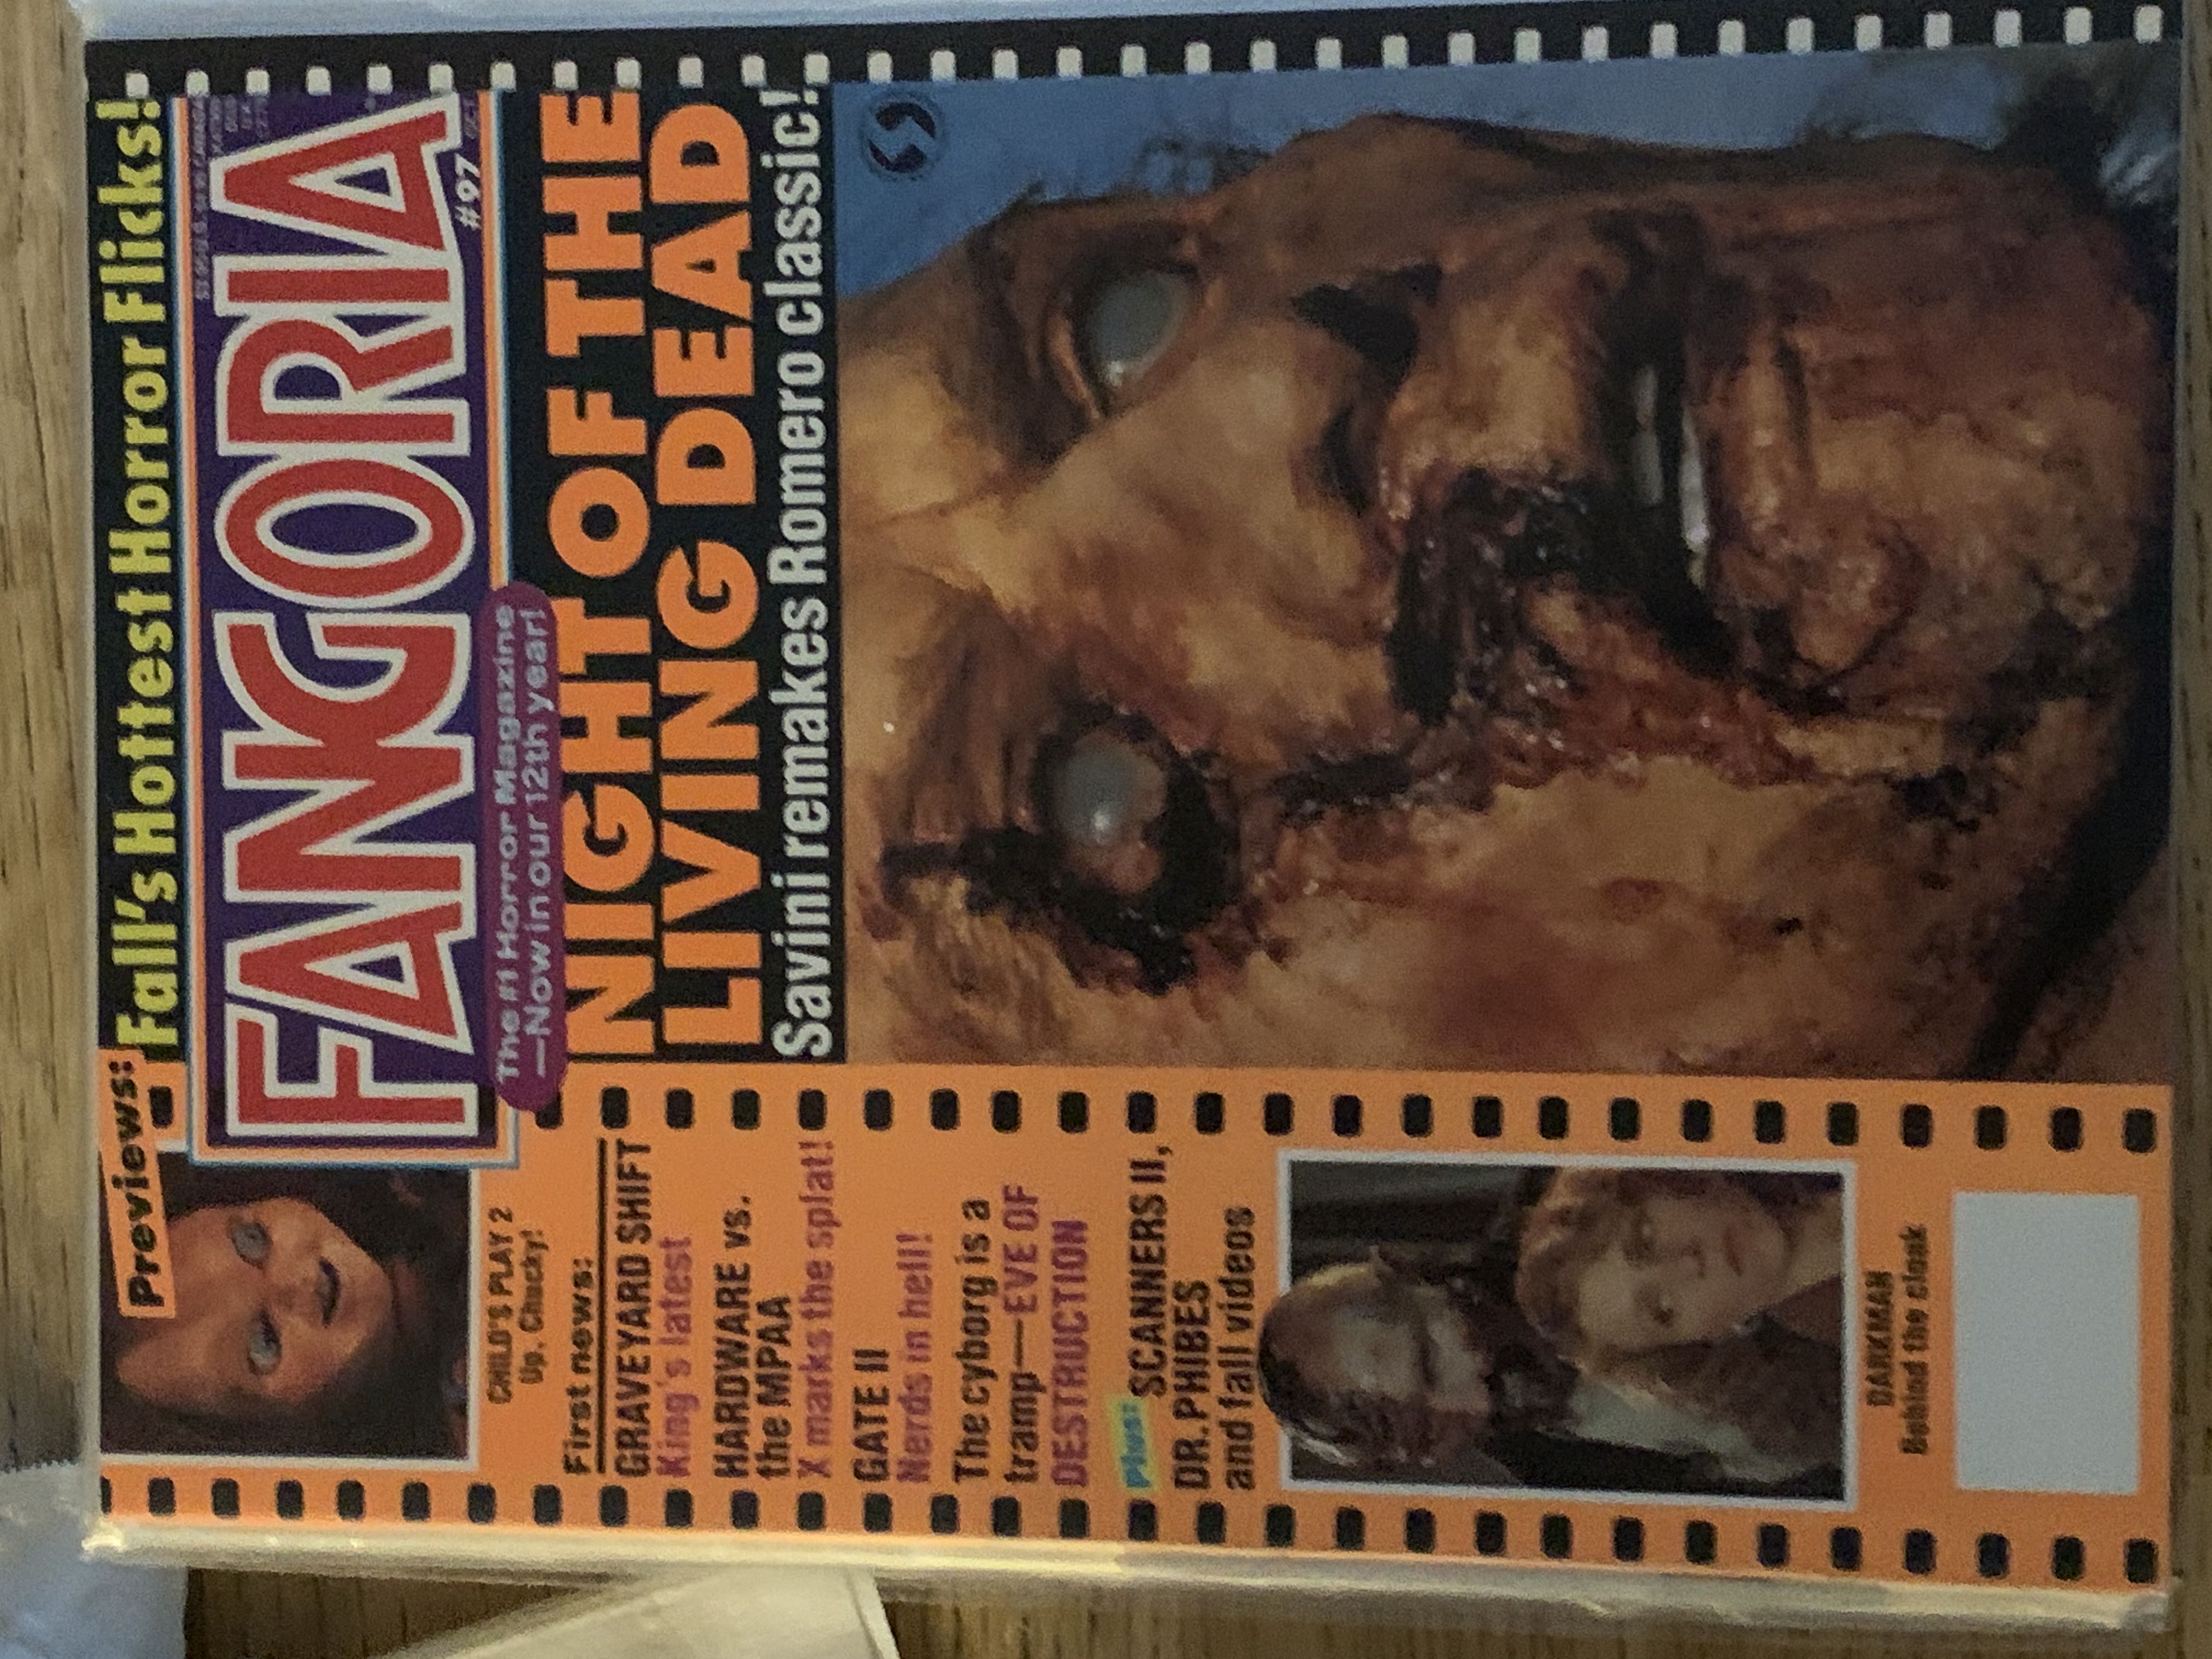 Previews:
Fall's Hottest Horror Flicks!
FANGORIA
#97
The #1 Horror Magazine
—Now in our 12th year!
NIGHT OF THE
LIVING DEAD
Savini remakes Romero classic!
CHILD'S PLAY 2
Up, Chucky!
First news:
GRAVEYARD SHIFT
King's latest
HARDWARE vs.
the MPAA
X marks the splat!
GATE II
Nerds in hell!
The cyborg is a
tramp—EVE OF
DESTRUCTION
Plus: SCANNERS II,
DR. PHIBES
and fall videos
DARKMAN
Behind the cloak